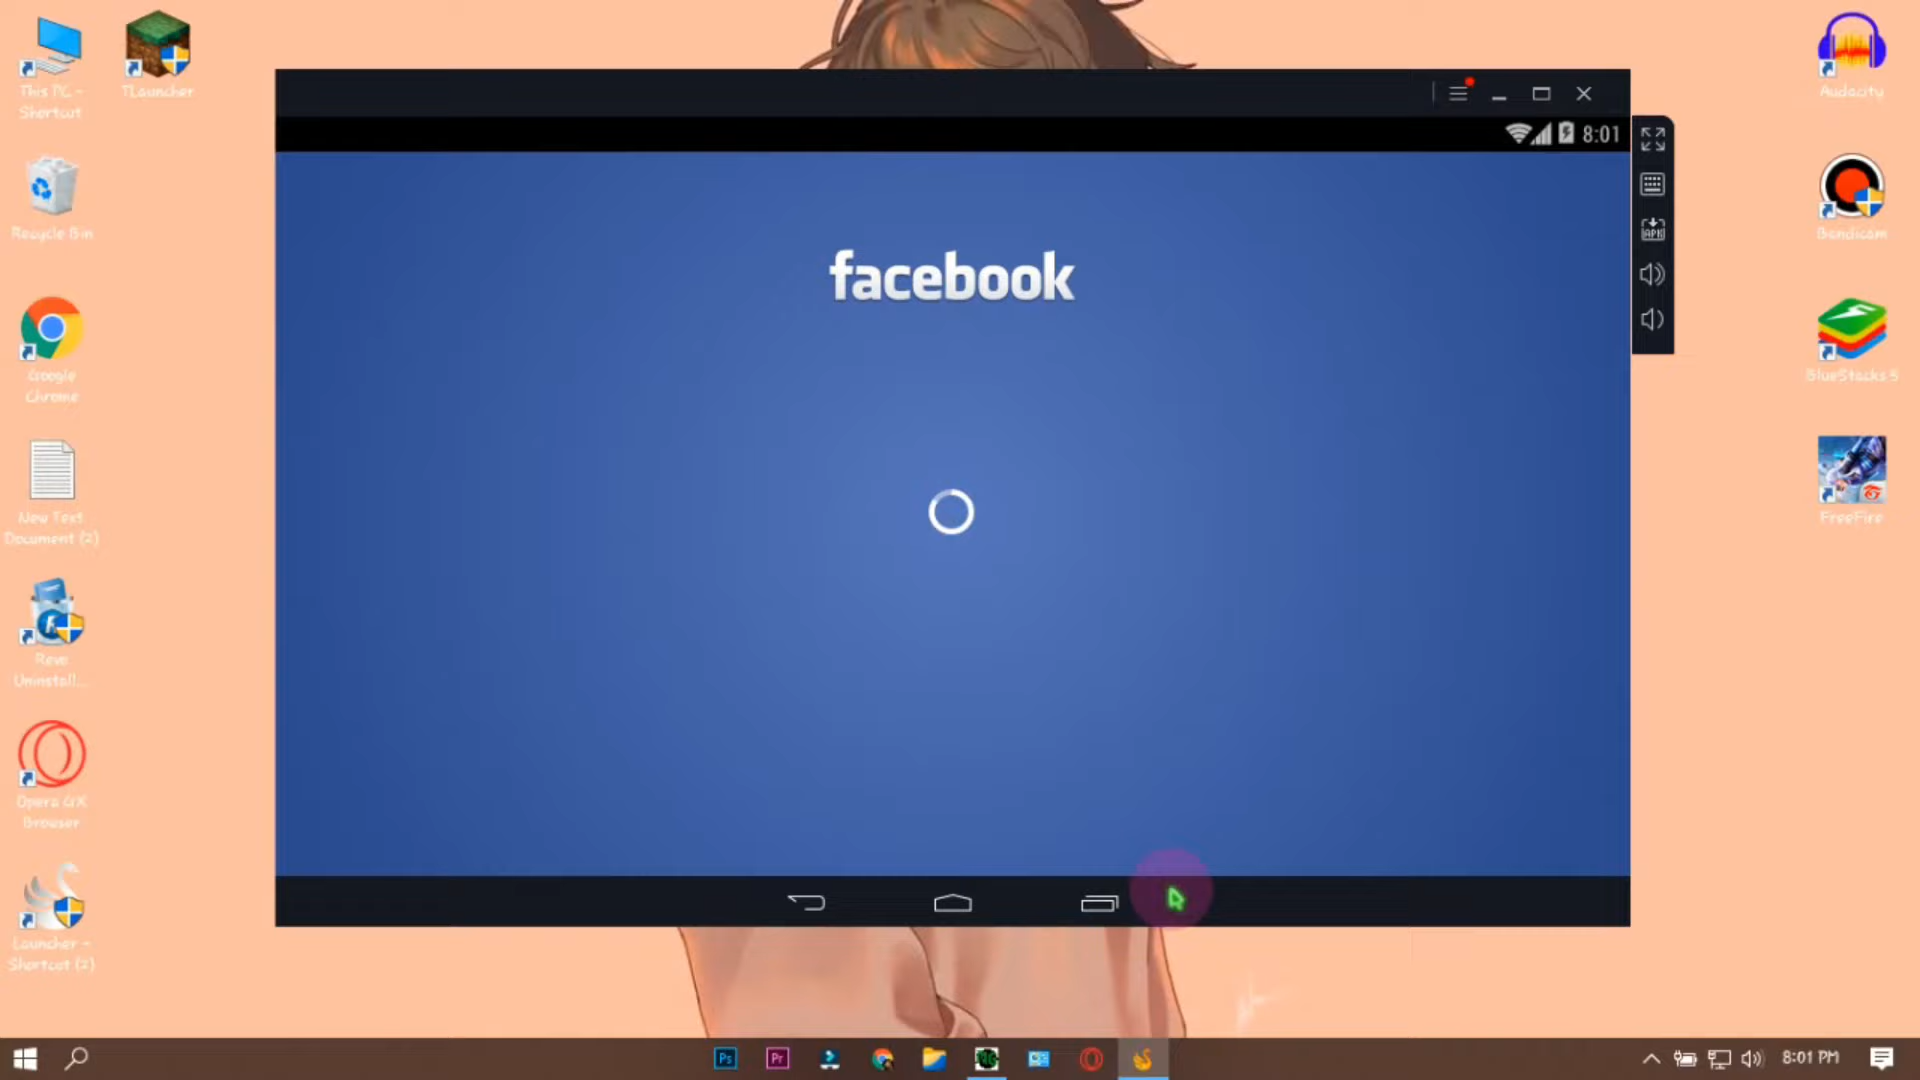 This PC -
Shortcut
TLauncher
Audacity
8:01
APK
Recycle Bin
Bandicam
facebook
Google
Chrome
BlueStacks 5
New Text
Document (2)
FreeFire
Revo
Uninstall...
Opera GX
Browser
Launcher -
Shortcut (2)
Ps
Pr
8:01 PM